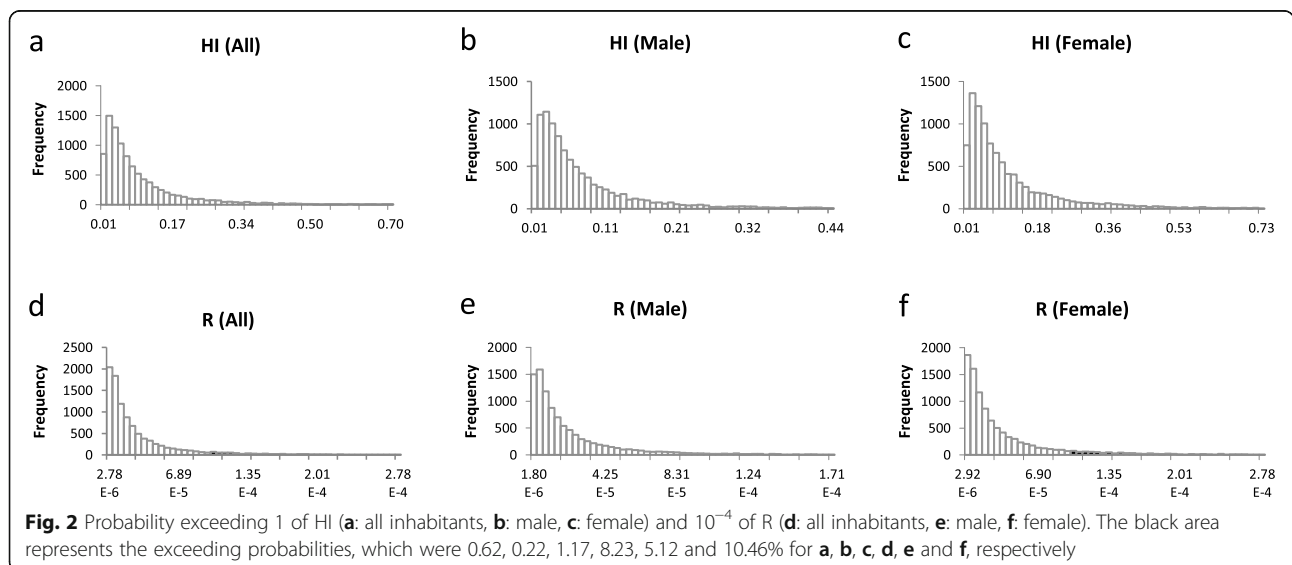 a
HI (All)
Frequency
2000
1500
1000
500
0
0.01 0.17 0.33 0.50 0.70
b
HI (Male)
Frequency
1500
1000
500
0
0.01 0.11 0.21 0.32 0.44
c
HI (Female)
Frequency
1500
1000
500
0
0.01 0.18 0.36 0.53 0.73
d
R (All)
Frequency
2500
2000
1500
1000
500
0
2.78 6.89 1.35 2.01 2.78
E-6 E-5 E-4 E-4 E-4
e
R (Male)
Frequency
2000
1500
1000
500
0
1.80 4.25 8.31 1.24 1.71
E-6 E-5 E-5 E-4 E-4
f
R (Female)
Frequency
2000
1500
1000
500
0
2.92 6.90 1.35 2.01 2.78
E-6 E-5 E-4 E-4 E-4
Fig. 2 Probability exceeding 1 of HI (a: all inhabitants, b: male, c: female) and 10⁻⁴ of R (d: all inhabitants, e: male, f: female). The black area
represents the exceeding probabilities, which were 0.62, 0.22, 1.17, 8.23, 5.12 and 10.46% for a, b, c, d, e and f, respectively